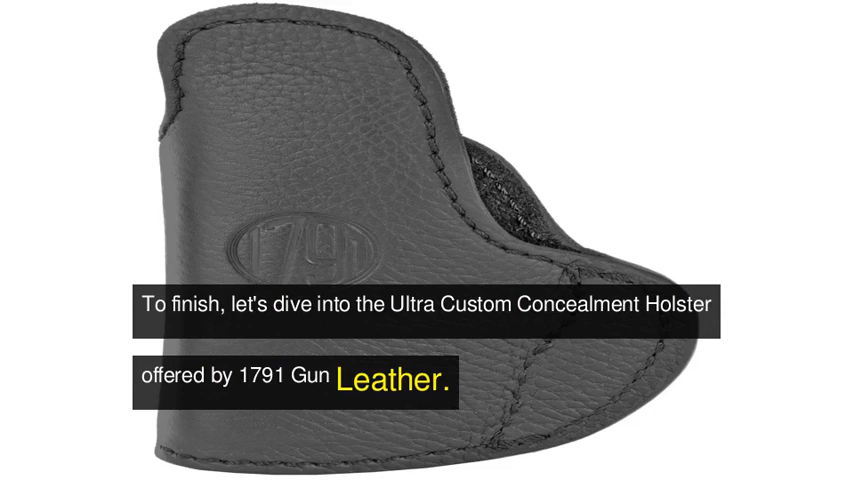 1791
To finish, let's dive into the Ultra Custom Concealment Holster
offered by 1791 Gun Leather.